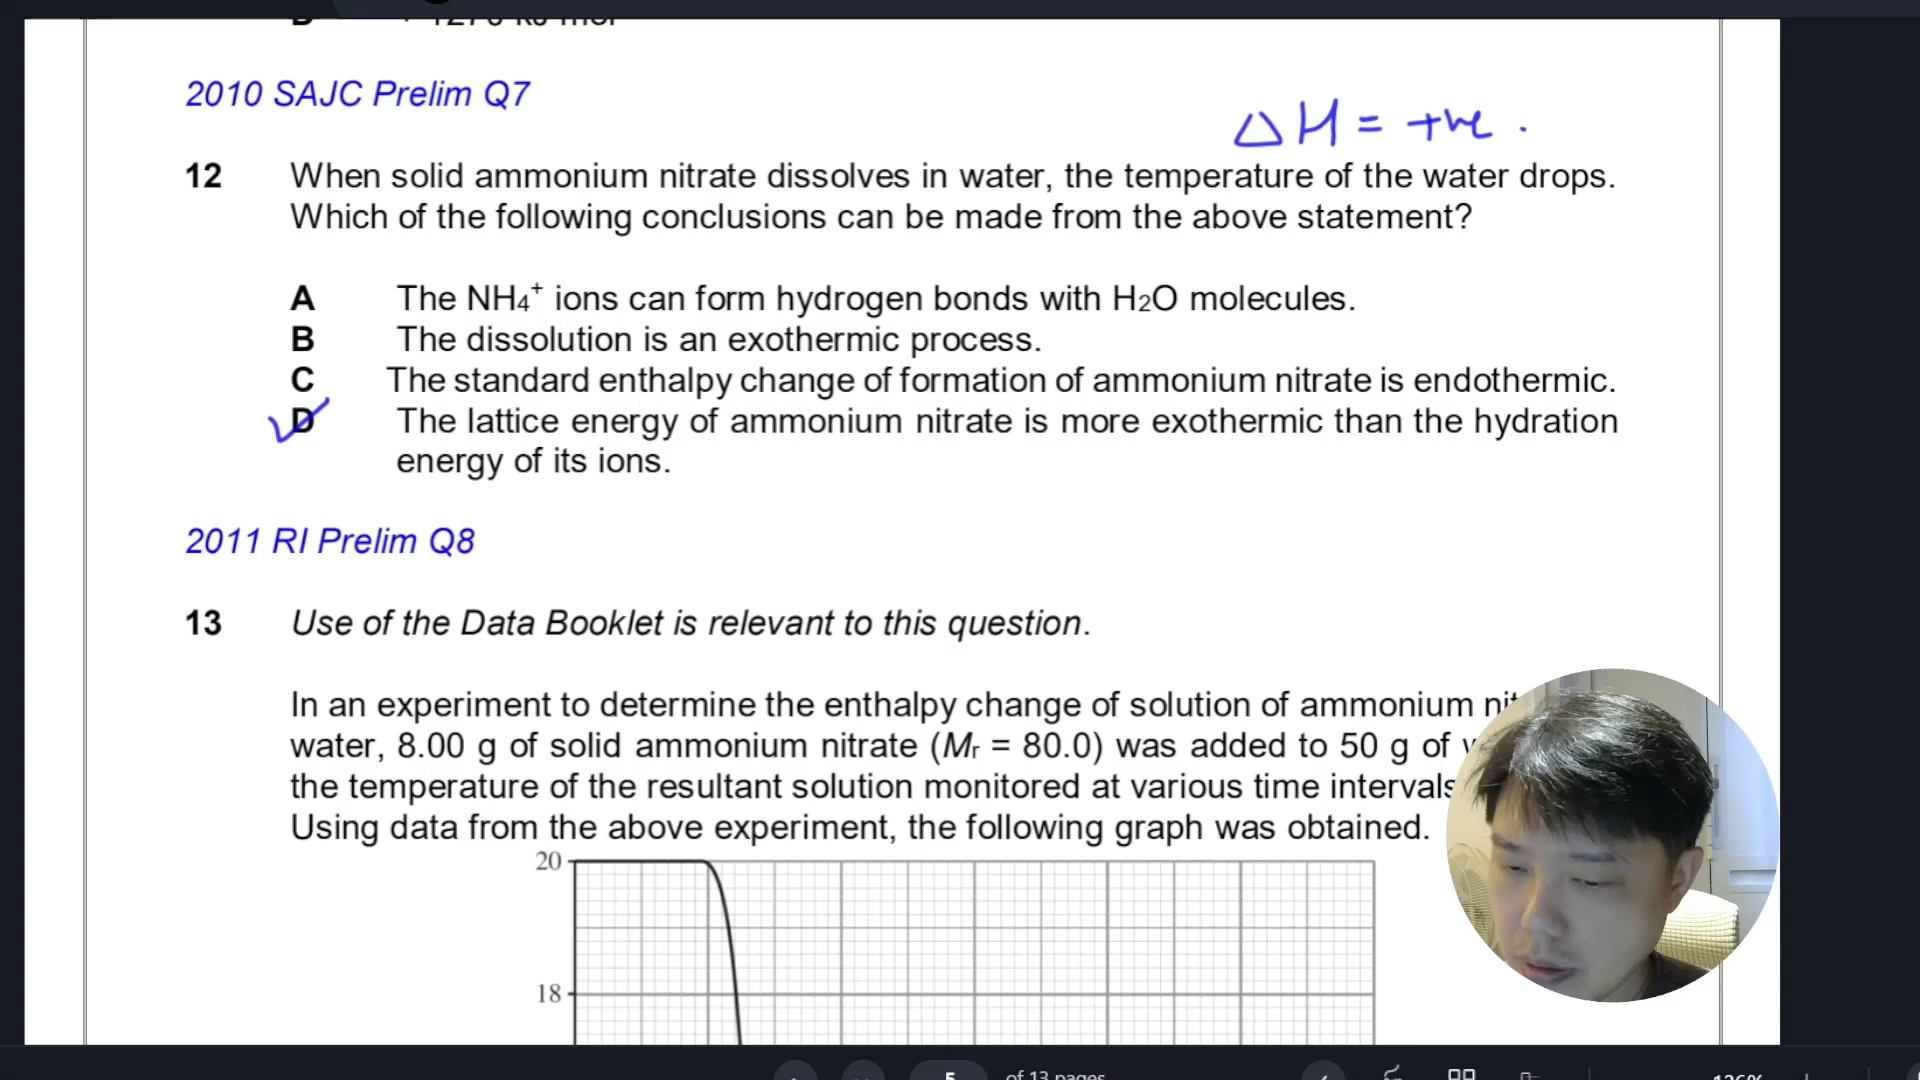 2010 SAJC Prelim Q7
ΔH = +ve .
12 When solid ammonium nitrate dissolves in water, the temperature of the water drops.
Which of the following conclusions can be made from the above statement?
A The NH4+ ions can form hydrogen bonds with H2O molecules.
B The dissolution is an exothermic process.
C The standard enthalpy change of formation of ammonium nitrate is endothermic.
D The lattice energy of ammonium nitrate is more exothermic than the hydration
energy of its ions.
2011 RI Prelim Q8
13 Use of the Data Booklet is relevant to this question.
In an experiment to determine the enthalpy change of solution of ammonium
water, 8.00 g of solid ammonium nitrate (Mr = 80.0) was added to 50 g of
the temperature of the resultant solution monitored at various time intervals
Using data from the above experiment, the following graph was obtained.
20
18
5 of 13 pages